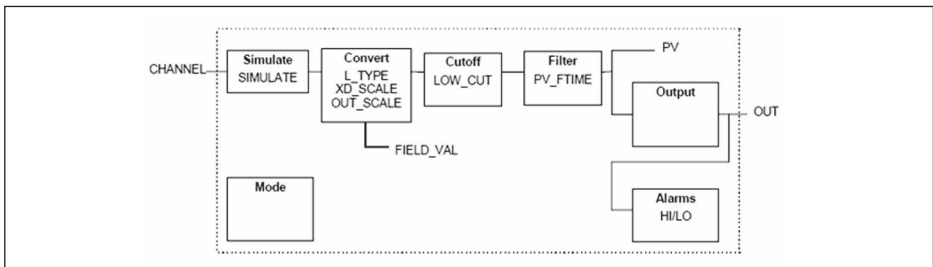 CHANNEL
Simulate
SIMULATE
Convert
L_TYPE
XD_SCALE
OUT_SCALE
FIELD_VAL
Cutoff
LOW_CUT
Filter
PV_FTIME
PV
Output
OUT
Mode
Alarms
HI/LO